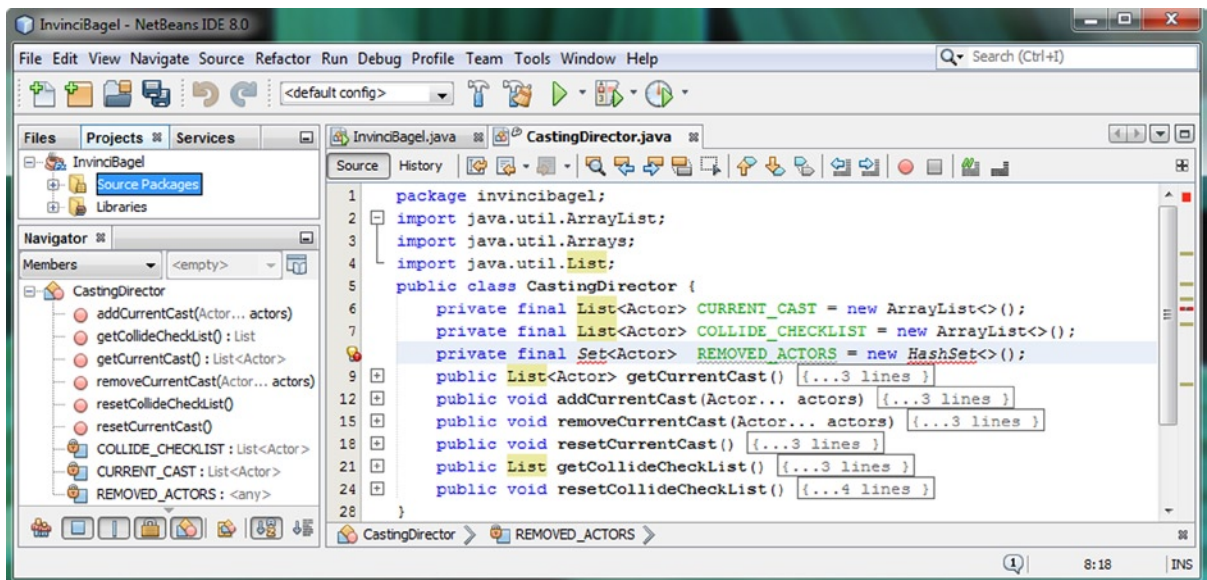 InvinciBagel - NetBeans IDE 8.0
File Edit View Navigate Source Refactor Run Debug Profile Team Tools Window Help
Search (Ctrl+I)
<default config>
Files Projects Services
InvinciBagel
Source Packages
Libraries
Navigator
Members <empty>
CastingDirector
addCurrentCast(Actor... actors)
getCollideCheckList() : List
getCurrentCast() : List<Actor>
removeCurrentCast(Actor... actors)
resetCollideCheckList()
resetCurrentCast()
COLLIDE_CHECKLIST : List<Actor>
CURRENT_CAST : List<Actor>
REMOVED_ACTORS : <any>
InvinciBagel.java CastingDirector.java
Source History
1 package invincibagel;
2 import java.util.ArrayList;
3 import java.util.Arrays;
4 import java.util.List;
5 public class CastingDirector {
6 private final List<Actor> CURRENT_CAST = new ArrayList<>();
7 private final List<Actor> COLLIDE_CHECKLIST = new ArrayList<>();
private final Set<Actor> REMOVED_ACTORS = new HashSet<>();
9 public List<Actor> getCurrentCast() {...3 lines }
12 public void addCurrentCast(Actor... actors) {...3 lines }
15 public void removeCurrentCast(Actor... actors) {...3 lines }
18 public void resetCurrentCast() {...3 lines }
21 public List getCollideCheckList() {...3 lines }
24 public void resetCollideCheckList() {...4 lines }
28 }
CastingDirector REMOVED_ACTORS
1 8:18 INS